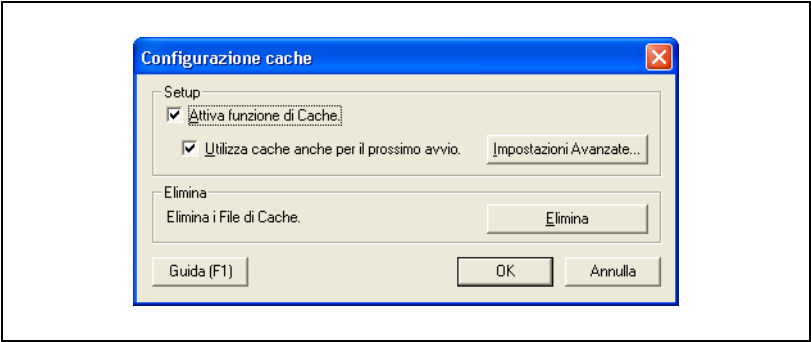 Configurazione cache
Setup
Attiva funzione di Cache.
Utilizza cache anche per il prossimo avvio.
Impostazioni Avanzate...
Elimina
Elimina i File di Cache.
Elimina
Guida (F1)
OK
Annulla